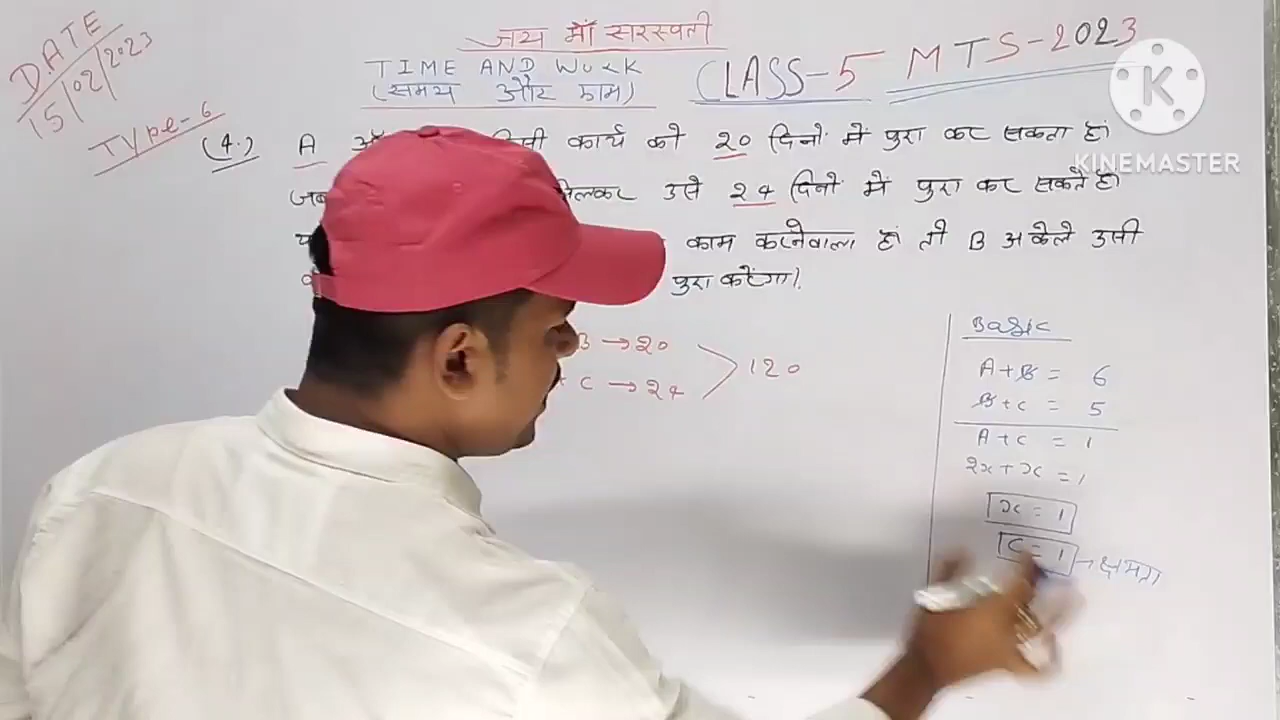 DATE
15/02/2023
जय माँ सरस्वती
TIME AND WORK
(समय और काम)
CLASS-5 MTS-2023
KINEMASTER
TYPe-6
(4.) A कार्य को 20 दिनों में पुरा कर सकता हां
जब उसे 24 दिनों में पुरा कर सकते हां
काम करनेवाला हां तो B अकेले उसी
पुरा करेंगा।
B → 20
+ C → 24
120
Basic
A+B = 6
B+C = 5
A+C = 1
2x+x = 1
x = 1
C = 1 → क्षमता